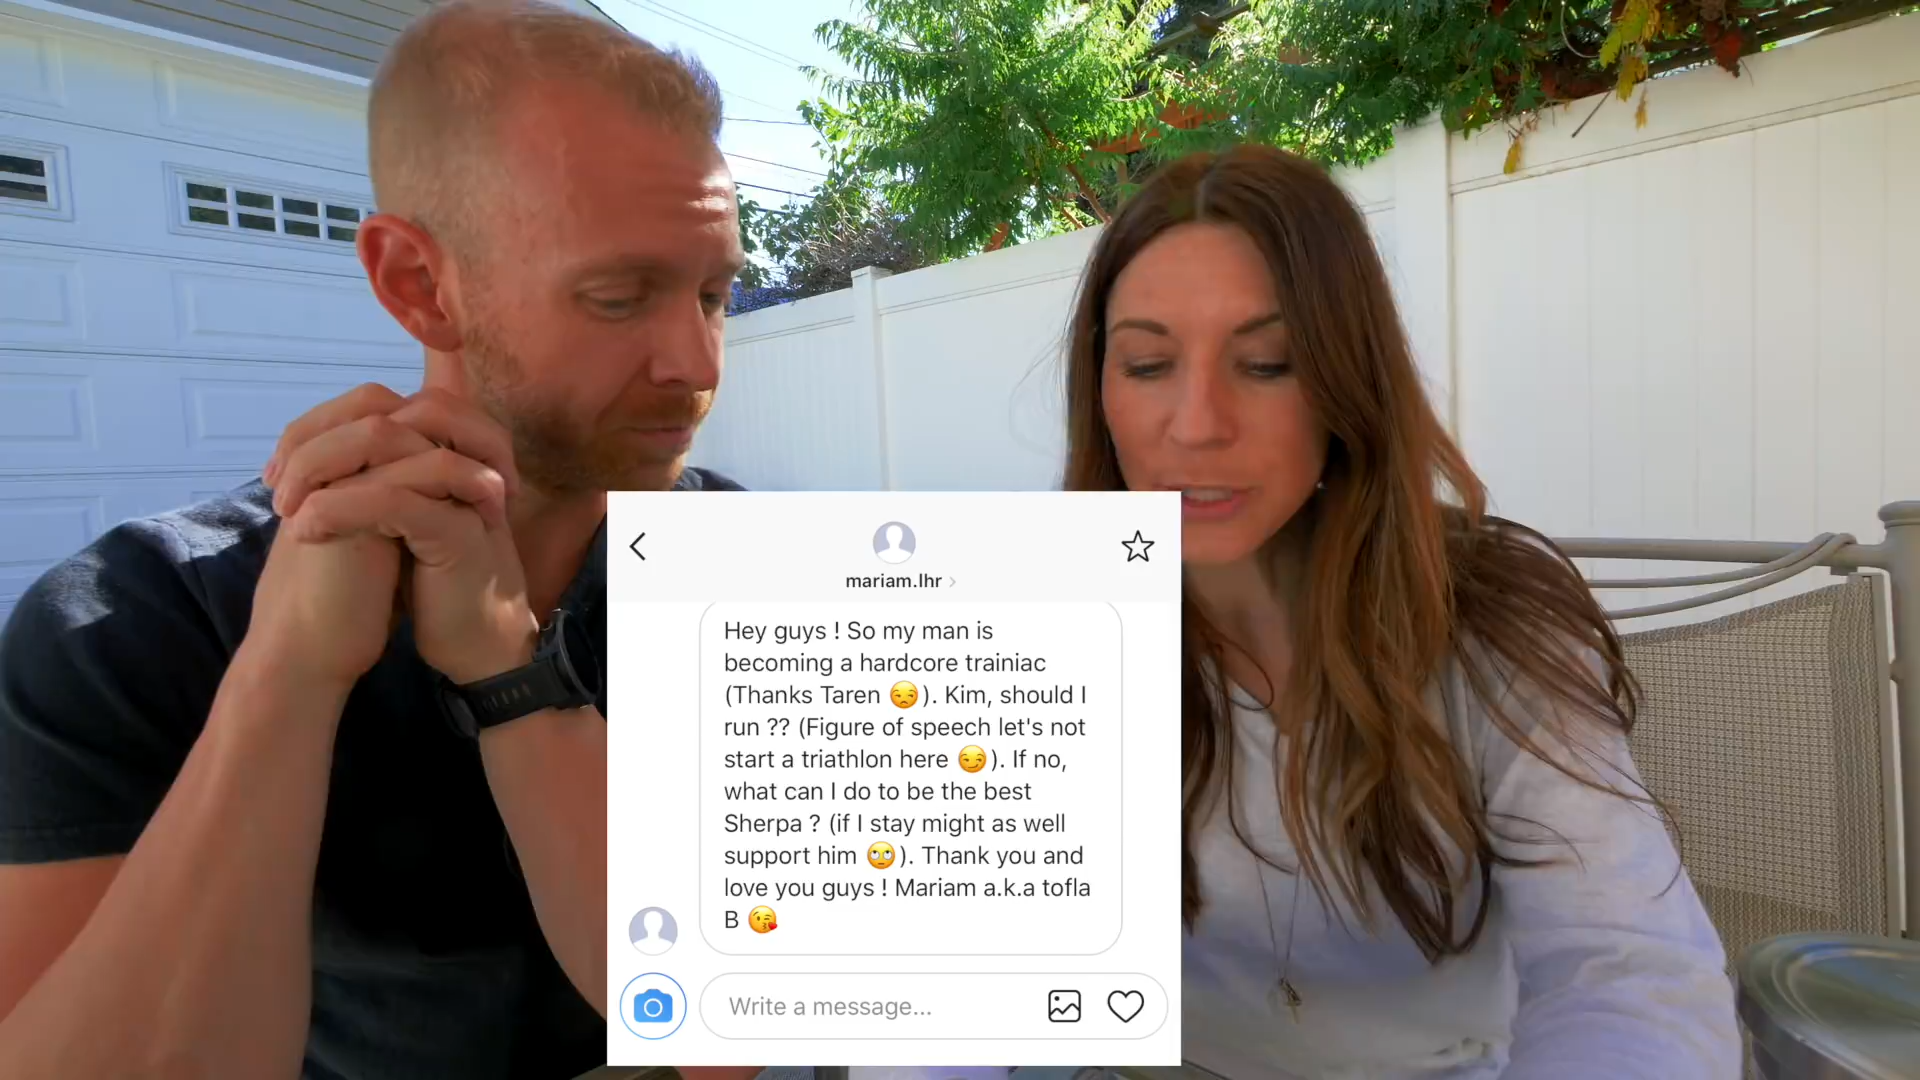 mariam.lhr
Hey guys ! So my man is
becoming a hardcore trainiac
(Thanks Taren 😒). Kim, should I
run ?? (Figure of speech let's not
start a triathlon here 😏). If no,
what can I do to be the best
Sherpa ? (if I stay might as well
support him 🙄). Thank you and
love you guys ! Mariam a.k.a tofla
B 😘
Write a message...